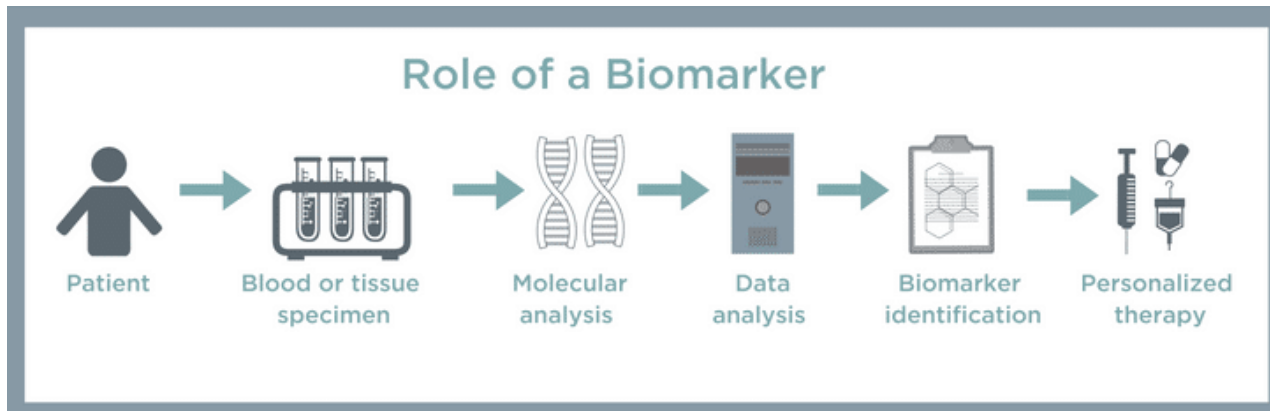 Role of a Biomarker
Patient
Blood or tissue
specimen
Molecular
analysis
Data
analysis
Biomarker
identification
Personalized
therapy